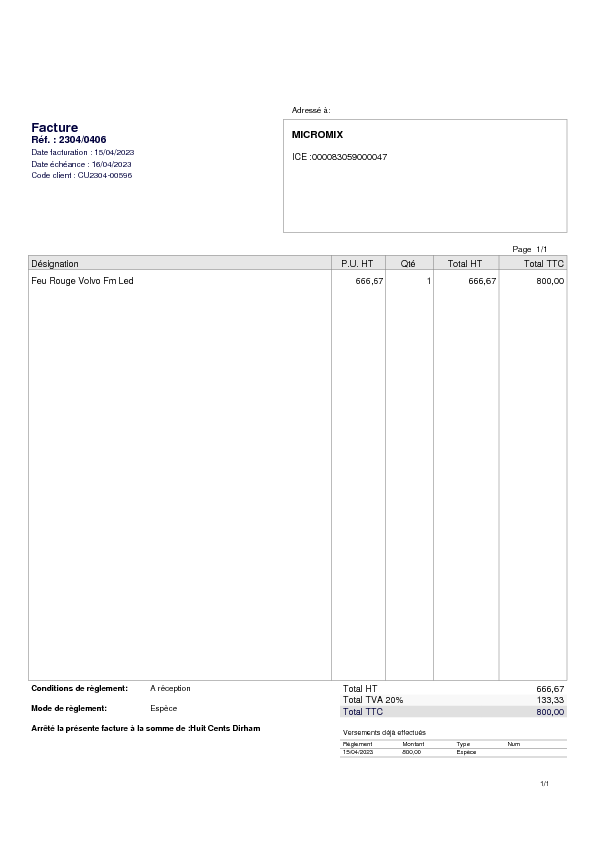 Adressé à:
Facture
Réf. : 2304/0406
Date facturation : 15/04/2023
Date échéance : 16/04/2023
Code client : CU2304-00596
MICROMIX
ICE :000083059000047
Page 1/1
Désignation P.U. HT Qté Total HT Total TTC
Feu Rouge Volvo Fm Led 666,67 1 666,67 800,00
Conditions de règlement: A réception
Mode de règlement: Espèce
Arrêté la présente facture à la somme de :Huit Cents Dirham
Total HT 666,67
Total TVA 20% 133,33
Total TTC 800,00
Versements déjà effectués
Règlement Montant Type Num
15/04/2023 800,00 Espèce
1/1